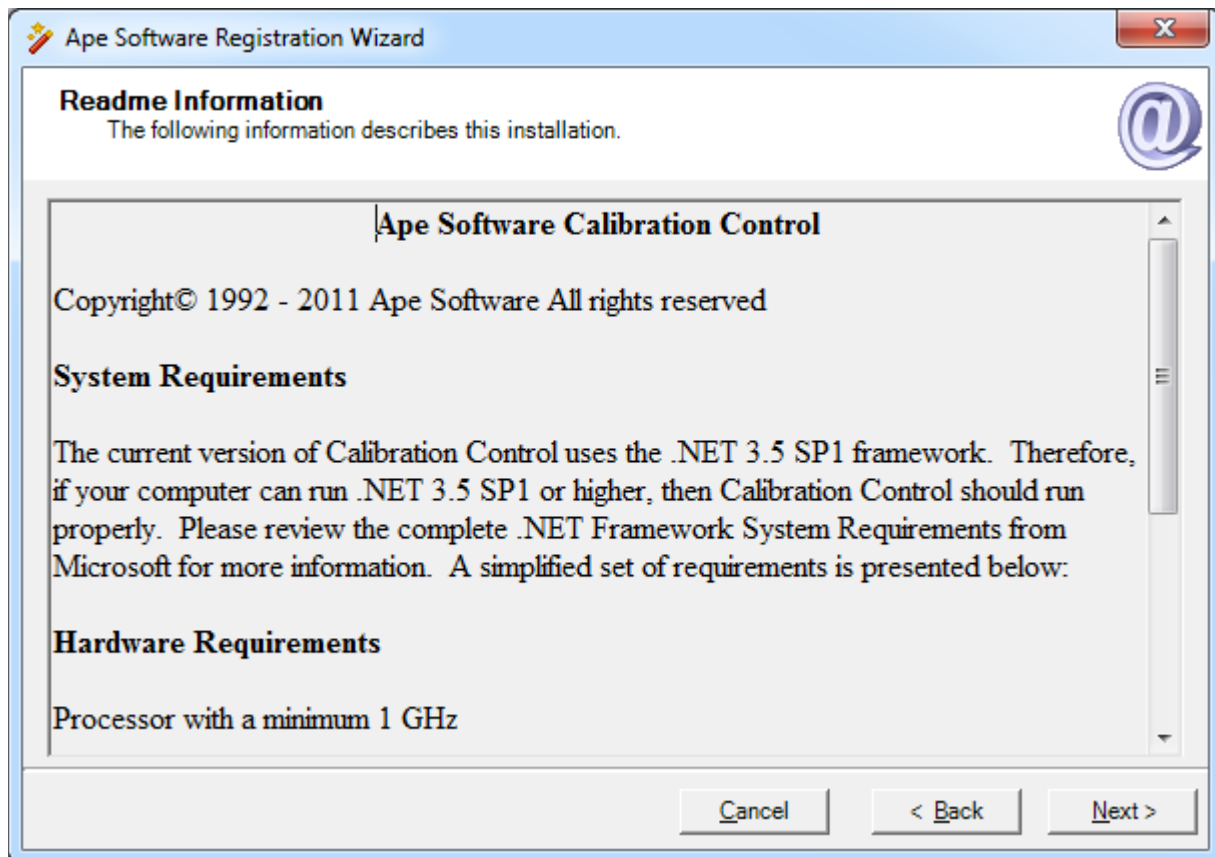 Ape Software Registration Wizard
Readme Information
The following information describes this installation.
Ape Software Calibration Control
Copyright© 1992 - 2011 Ape Software All rights reserved
System Requirements
The current version of Calibration Control uses the .NET 3.5 SP1 framework.  Therefore,
if your computer can run .NET 3.5 SP1 or higher, then Calibration Control should run
properly.  Please review the complete .NET Framework System Requirements from
Microsoft for more information.  A simplified set of requirements is presented below:
Hardware Requirements
Processor with a minimum 1 GHz
Cancel
< Back
Next >